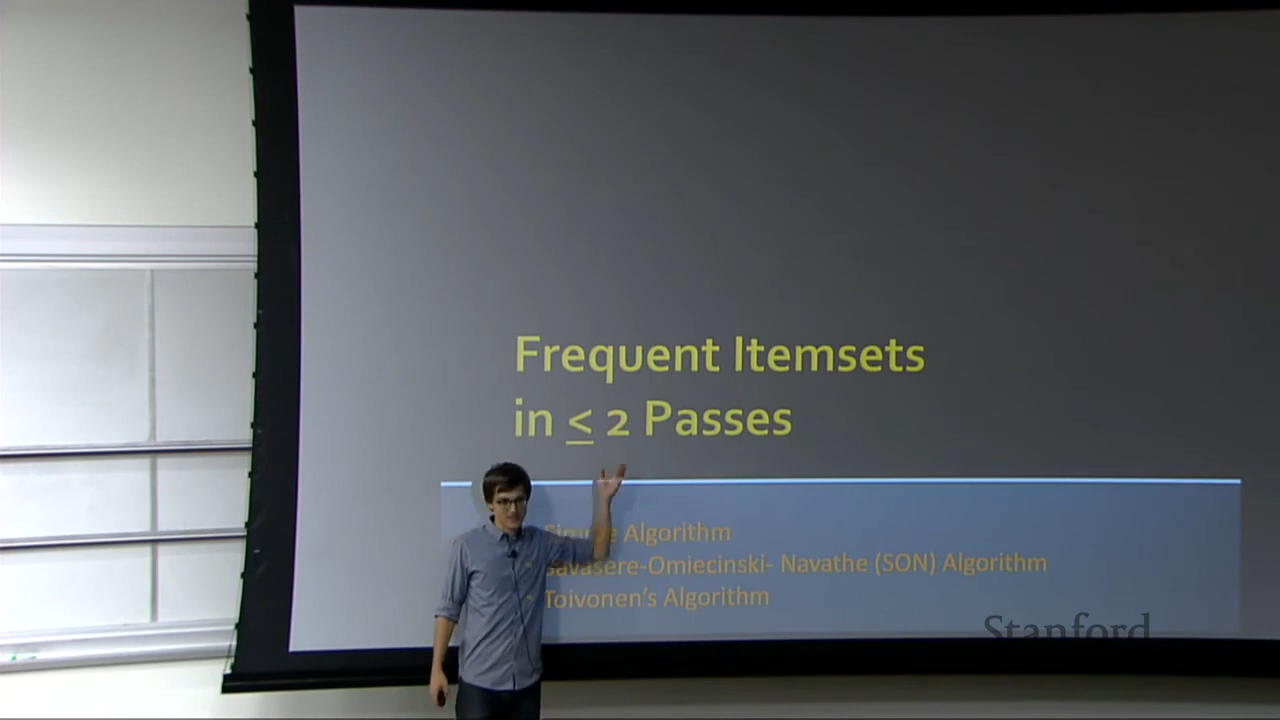 Frequent Itemsets
in ≤ 2 Passes
Simple Algorithm
Savasere-Omiecinski- Navathe (SON) Algorithm
Toivonen's Algorithm
Stanford